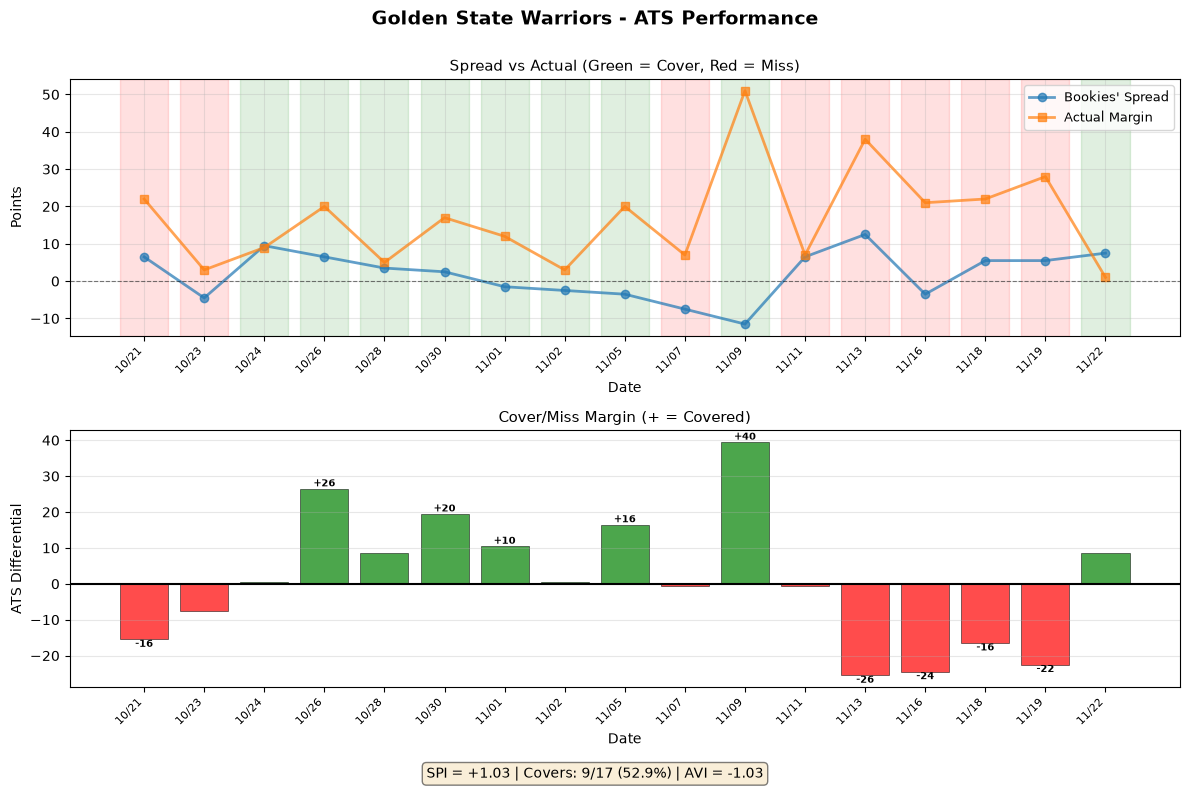 Golden State Warriors - ATS Performance
Spread vs Actual (Green = Cover, Red = Miss)
Points
50
40
30
20
10
0
−10
Bookies' Spread
Actual Margin
10/21 10/23 10/24 10/26 10/28 10/30 11/01 11/02 11/05 11/07 11/09 11/11 11/13 11/16 11/18 11/19 11/22
Date
Cover/Miss Margin (+ = Covered)
ATS Differential
40
30
20
10
0
−10
−20
-16
+26
+20
+10
+16
+40
-26
-24
-16
-22
10/21 10/23 10/24 10/26 10/28 10/30 11/01 11/02 11/05 11/07 11/09 11/11 11/13 11/16 11/18 11/19 11/22
Date
SPI = +1.03 | Covers: 9/17 (52.9%) | AVI = -1.03